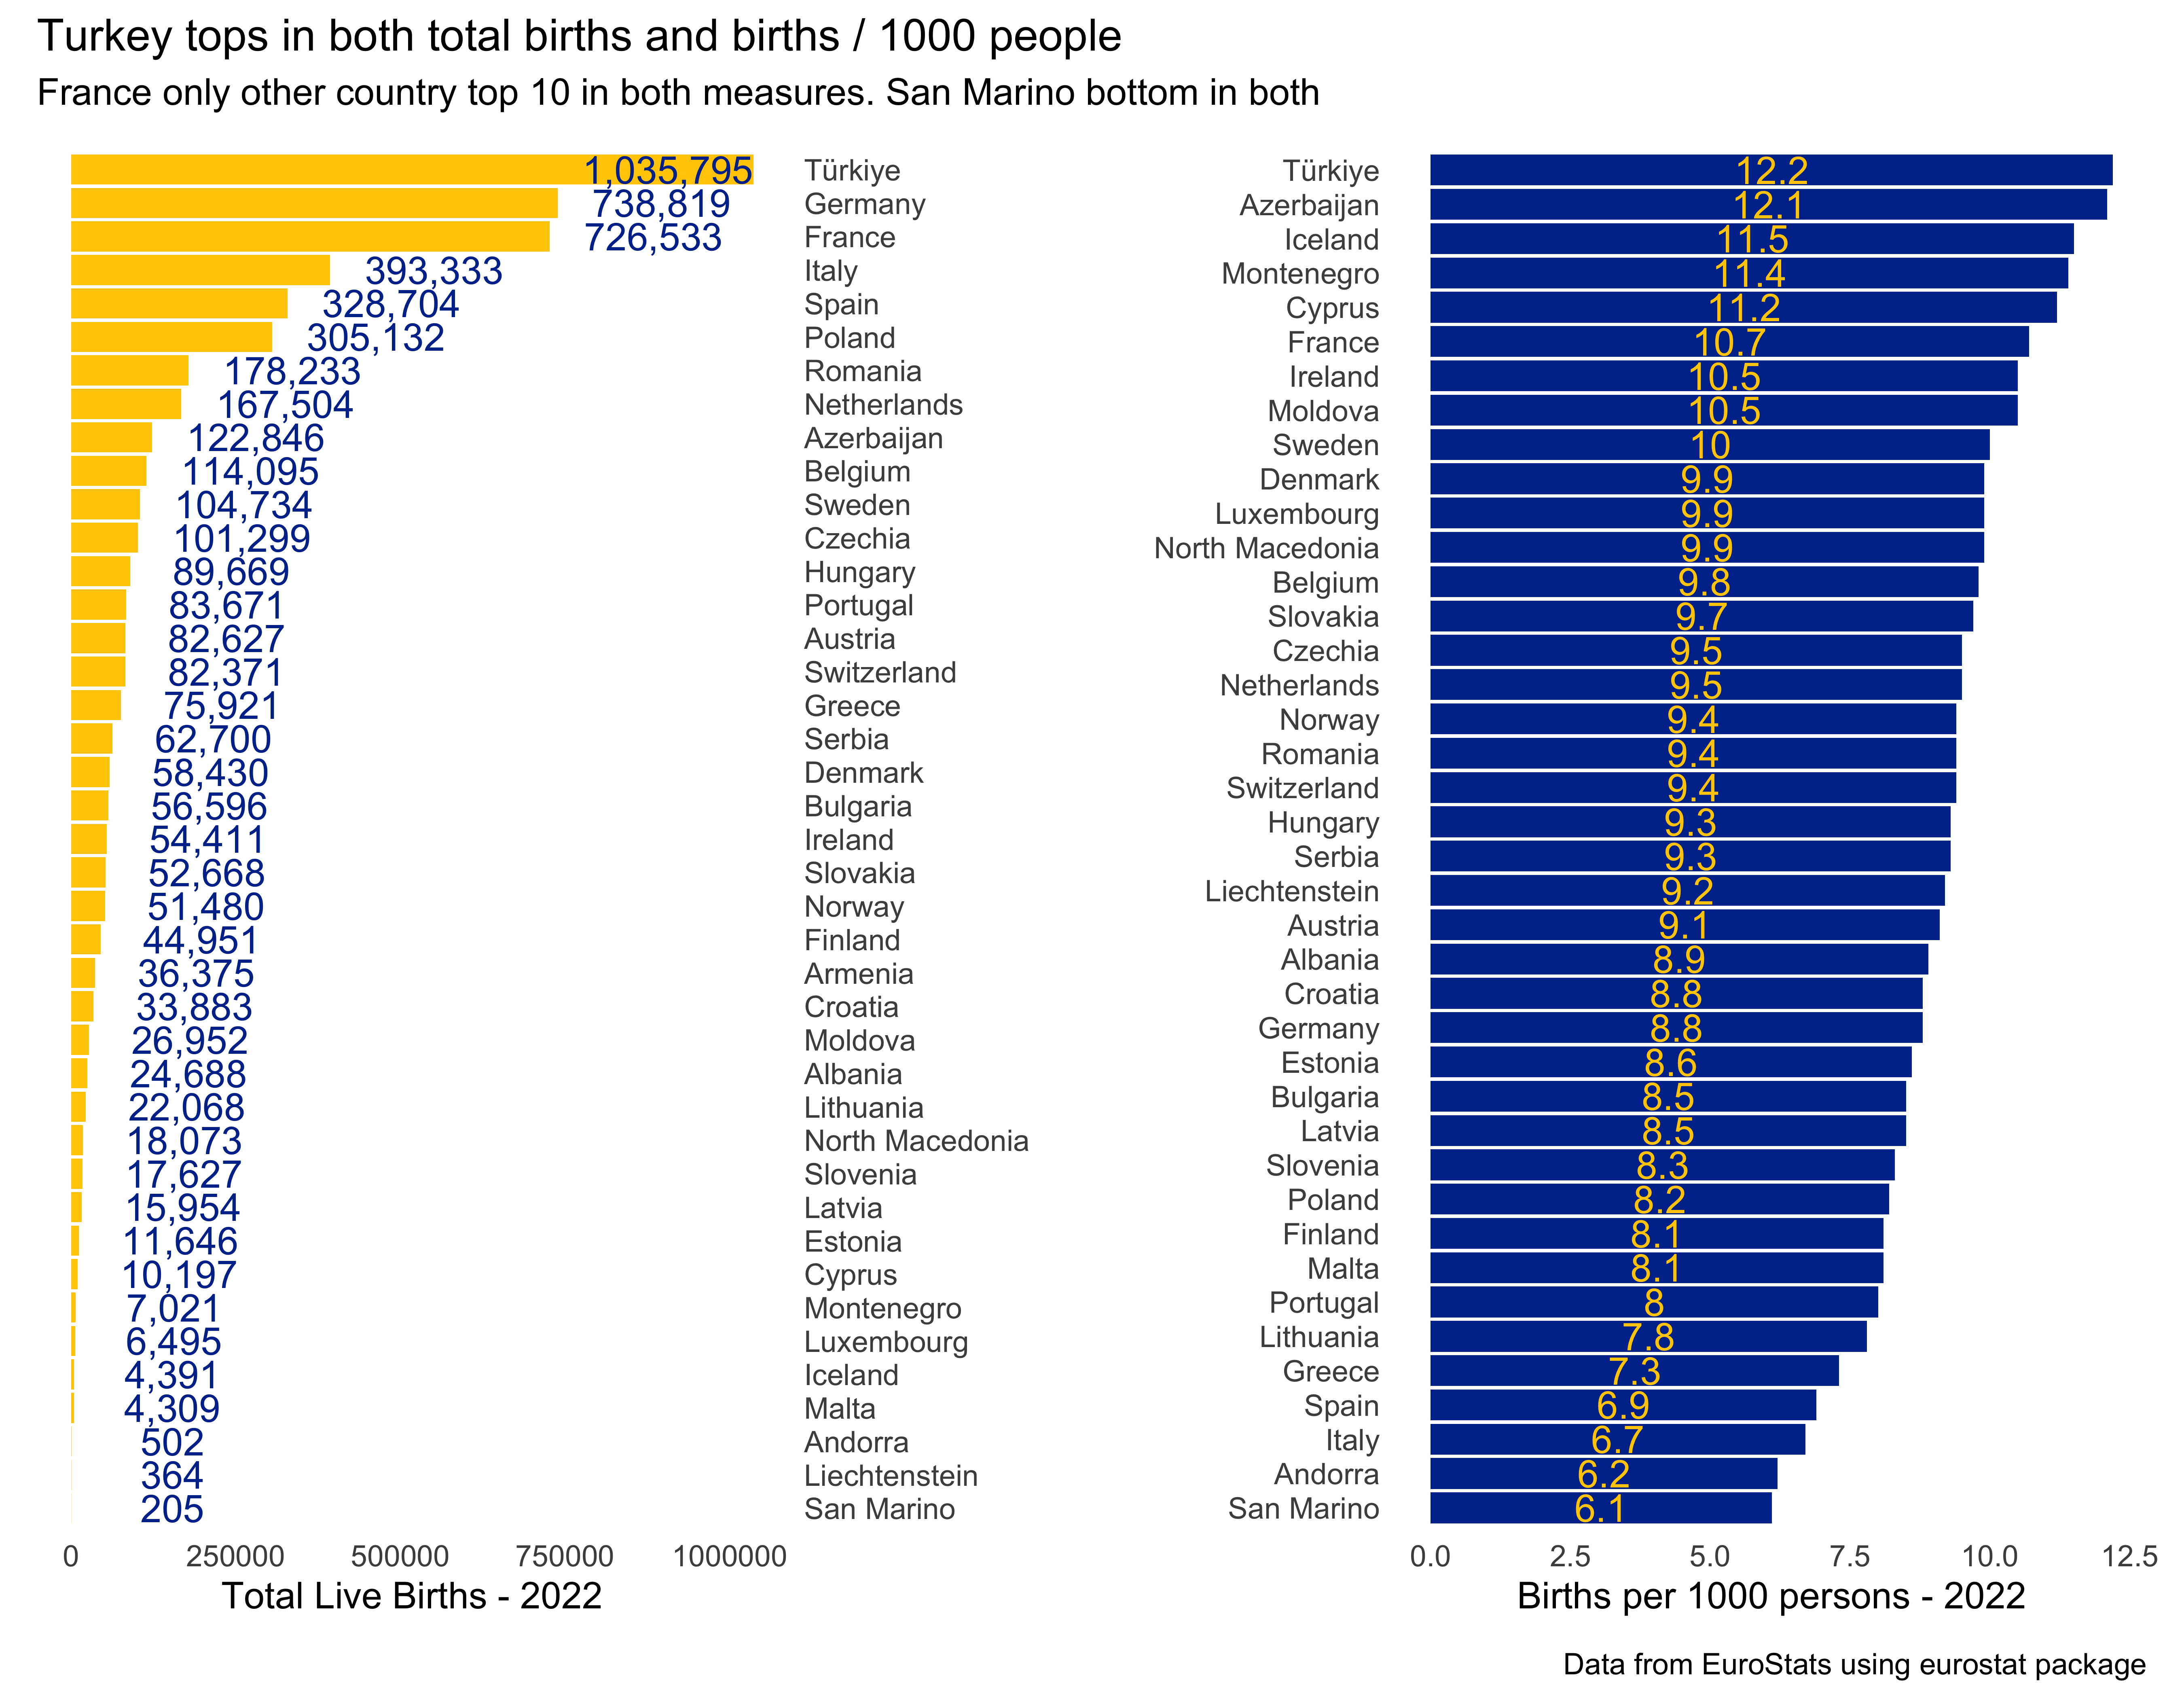 Turkey tops in both total births and births / 1000 people
France only other country top 10 in both measures. San Marino bottom in both
1,035,795 Türkiye
738,819 Germany
726,533 France
393,333 Italy
328,704 Spain
305,132 Poland
178,233 Romania
167,504 Netherlands
122,846 Azerbaijan
114,095 Belgium
104,734 Sweden
101,299 Czechia
89,669 Hungary
83,671 Portugal
82,627 Austria
82,371 Switzerland
75,921 Greece
62,700 Serbia
58,430 Denmark
56,596 Bulgaria
54,411 Ireland
52,668 Slovakia
51,480 Norway
44,951 Finland
36,375 Armenia
33,883 Croatia
26,952 Moldova
24,688 Albania
22,068 Lithuania
18,073 North Macedonia
17,627 Slovenia
15,954 Latvia
11,646 Estonia
10,197 Cyprus
7,021 Montenegro
6,495 Luxembourg
4,391 Iceland
4,309 Malta
502 Andorra
364 Liechtenstein
205 San Marino
0 250000 500000 750000 1000000
Total Live Births - 2022
Türkiye 12.2
Azerbaijan 12.1
Iceland 11.5
Montenegro 11.4
Cyprus 11.2
France 10.7
Ireland 10.5
Moldova 10.5
Sweden 10
Denmark 9.9
Luxembourg 9.9
North Macedonia 9.9
Belgium 9.8
Slovakia 9.7
Czechia 9.5
Netherlands 9.5
Norway 9.4
Romania 9.4
Switzerland 9.4
Hungary 9.3
Serbia 9.3
Liechtenstein 9.2
Austria 9.1
Albania 8.9
Croatia 8.8
Germany 8.8
Estonia 8.6
Bulgaria 8.5
Latvia 8.5
Slovenia 8.3
Poland 8.2
Finland 8.1
Malta 8.1
Portugal 8
Lithuania 7.8
Greece 7.3
Spain 6.9
Italy 6.7
Andorra 6.2
San Marino 6.1
0.0 2.5 5.0 7.5 10.0 12.5
Births per 1000 persons - 2022
Data from EuroStats using eurostat package